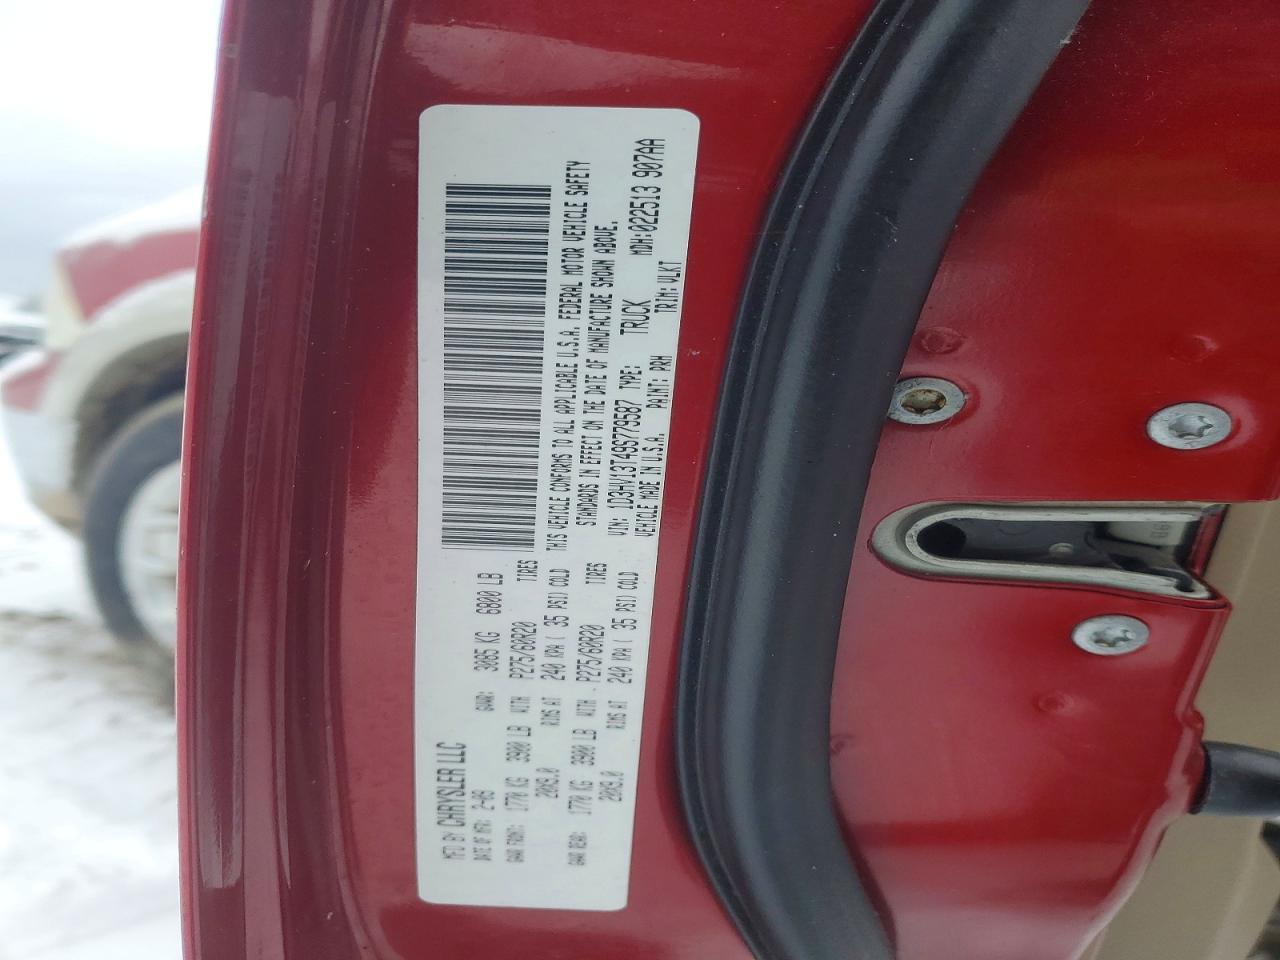 MFD BY CHRYSLER LLC
DATE OF MFR: 2-09 GVWR: 3085 KG 6800 LB
GAWR FRONT: 1770 KG 3900 LB WITH P275/60R20 TIRES
20X9.0 RIMS AT 240 KPA( 35 PSI) COLD
GAWR REAR: 1770 KG 3900 LB WITH P275/60R20 TIRES
20X9.0 RIMS AT 240 KPA( 35 PSI) COLD
THIS VEHICLE CONFORMS TO ALL APPLICABLE U.S.A. FEDERAL MOTOR VEHICLE SAFETY
STANDARDS IN EFFECT ON THE DATE OF MANUFACTURE SHOWN ABOVE.
VIN: 1D3HV13T49S779587 TYPE: TRUCK MDH:022513 907AA
VEHICLE MADE IN U.S.A. PAINT: PRH TRIM: VLKT